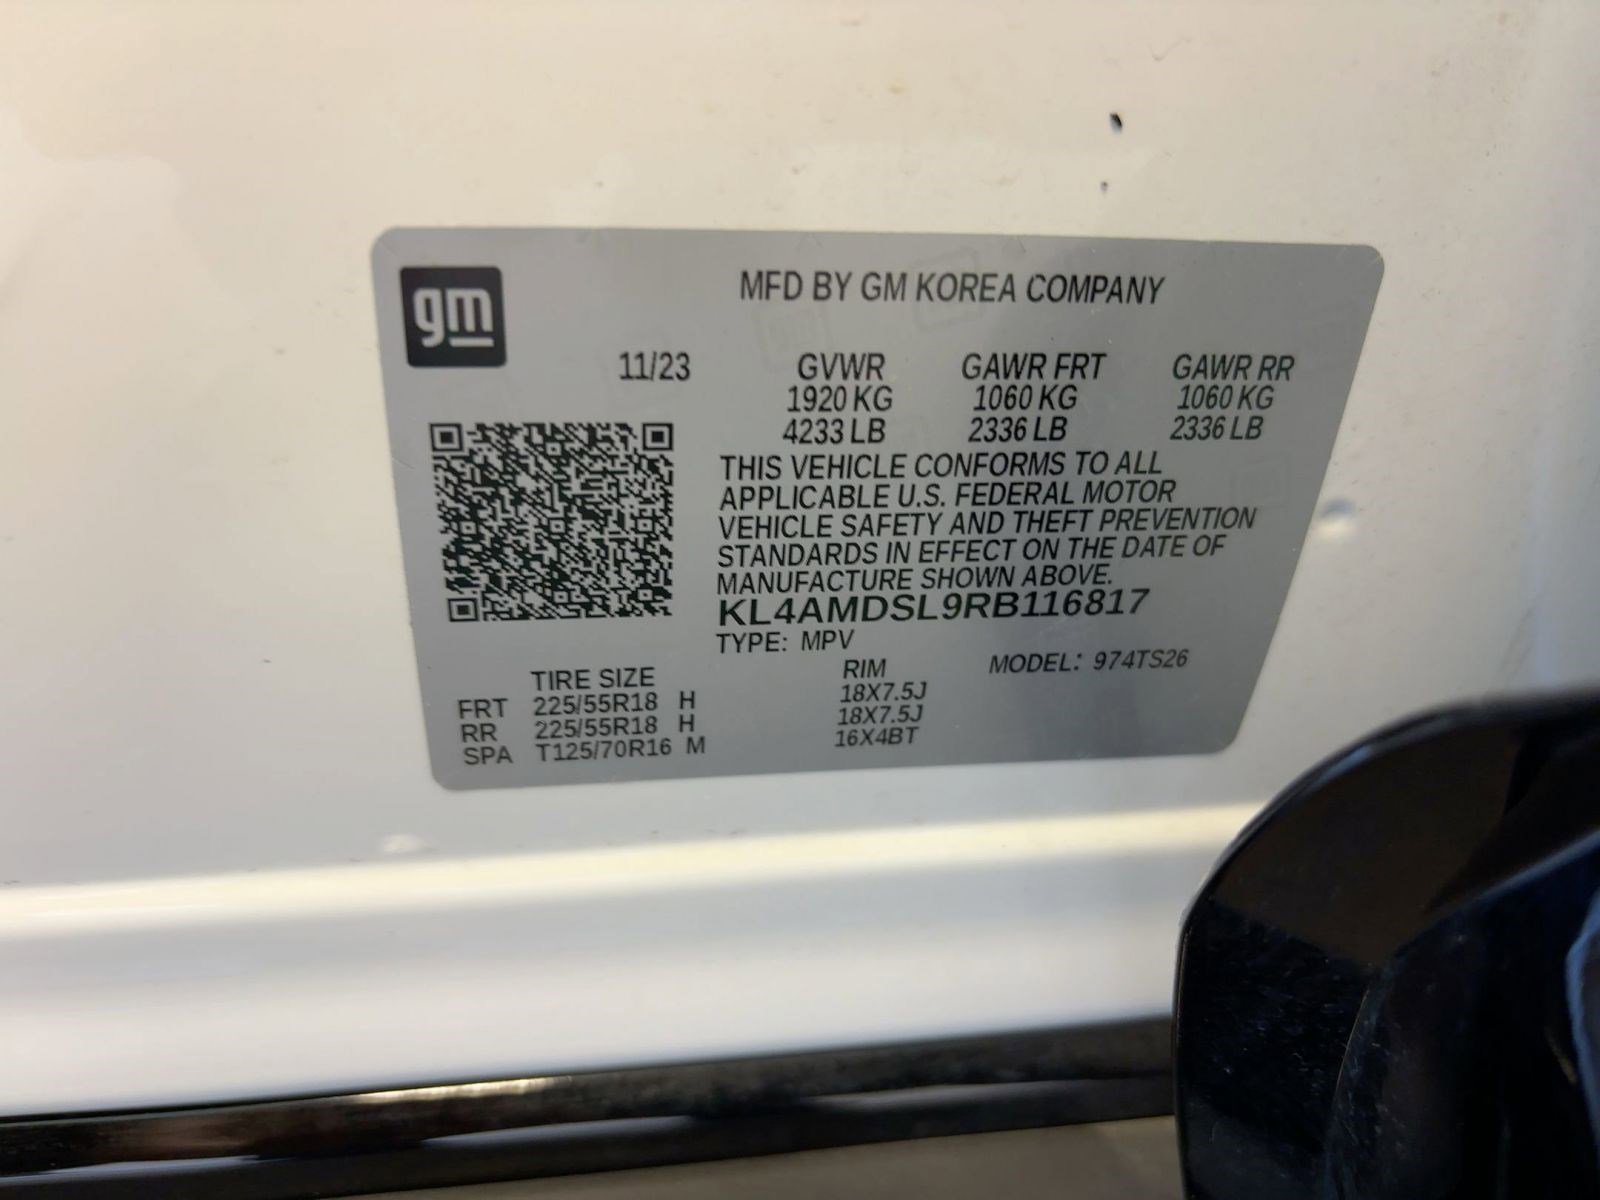 gm
MFD BY GM KOREA COMPANY
11/23 GVWR GAWR FRT GAWR RR
1920 KG 1060 KG 1060 KG
4233 LB 2336 LB 2336 LB
THIS VEHICLE CONFORMS TO ALL
APPLICABLE U.S. FEDERAL MOTOR
VEHICLE SAFETY AND THEFT PREVENTION
STANDARDS IN EFFECT ON THE DATE OF
MANUFACTURE SHOWN ABOVE.
KL4AMDSL9RB116817
TYPE: MPV
TIRE SIZE RIM MODEL: 974TS26
FRT 225/55R18 H 18X7.5J
RR 225/55R18 H 18X7.5J
SPA T125/70R16 M 16X4BT